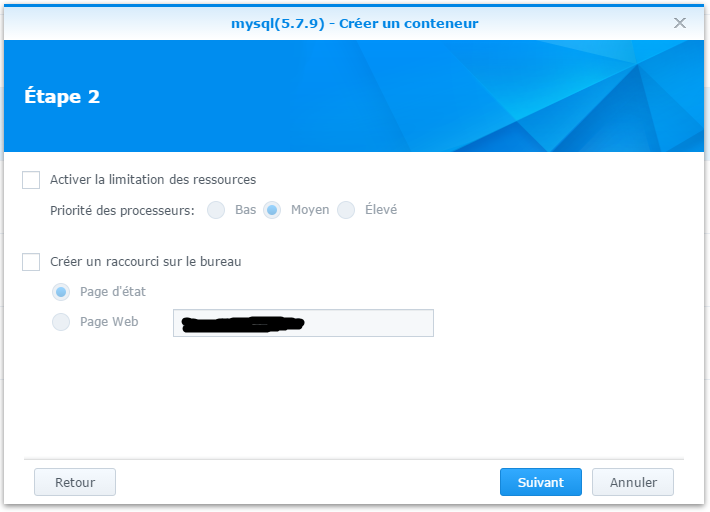 mysql(5.7.9) - Créer un conteneur
Étape 2
Activer la limitation des ressources
Priorité des processeurs: Bas Moyen Élevé
Créer un raccourci sur le bureau
Page d'état
Page Web
Retour Suivant Annuler